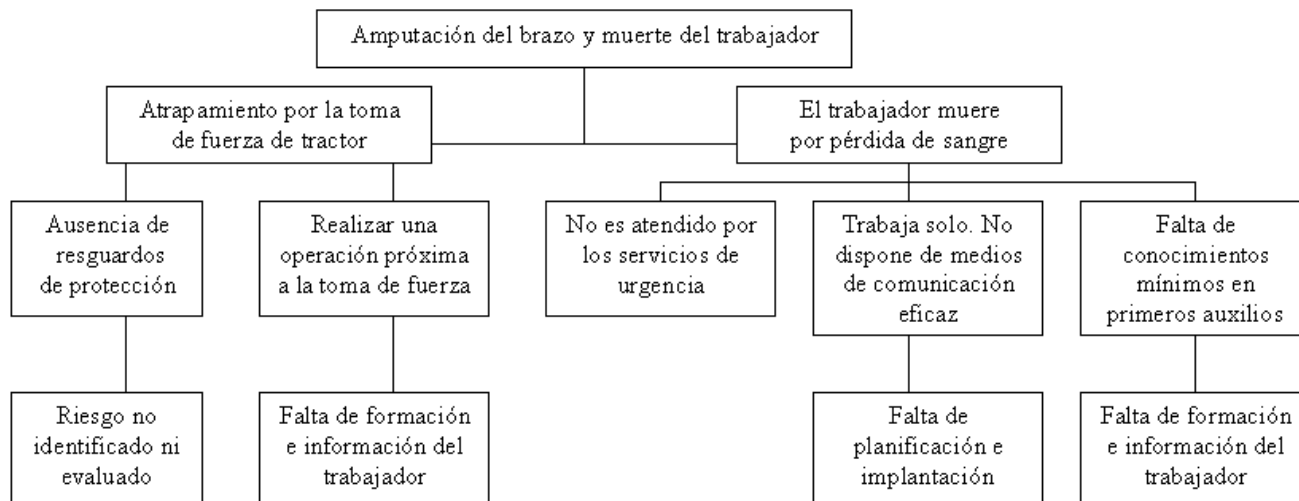 Amputación del brazo y muerte del trabajador
Atrapamiento por la toma
de fuerza de tractor
El trabajador muere
por pérdida de sangre
Ausencia de
resguardos
de protección
Realizar una
operación próxima
a la toma de fuerza
No es atendido por
los servicios de
urgencia
Trabaja solo. No
dispone de medios
de comunicación
eficaz
Falta de
conocimientos
mínimos en
primeros auxilios
Riesgo no
identificado ni
evaluado
Falta de formación
e información del
trabajador
Falta de
planificación e
implantación
Falta de formación
e información del
trabajador